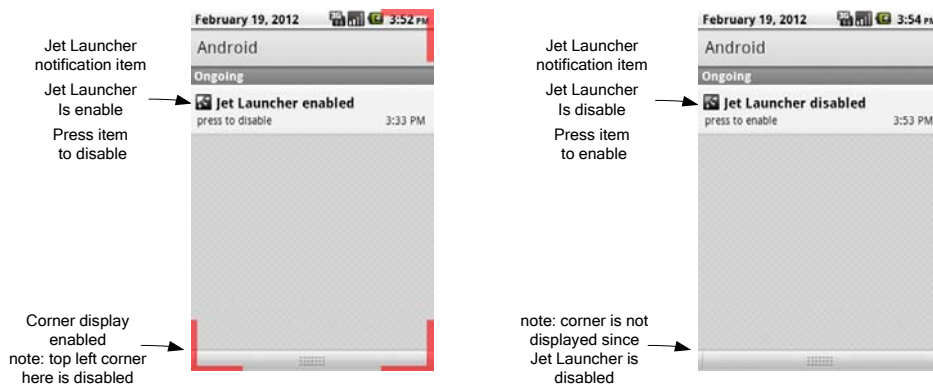 Jet Launcher
notification item
Jet Launcher
Is enable
Press item
to disable
Corner display
enabled
note: top left corner
here is disabled
February 19, 2012 3G 3:52 PM
Android
Ongoing
Jet Launcher enabled
press to disable 3:33 PM
Jet Launcher
notification item
Jet Launcher
Is disable
Press item
to enable
note: corner is not
displayed since
Jet Launcher is
disabled
February 19, 2012 3G 3:54 PM
Android
Ongoing
Jet Launcher disabled
press to enable 3:53 PM